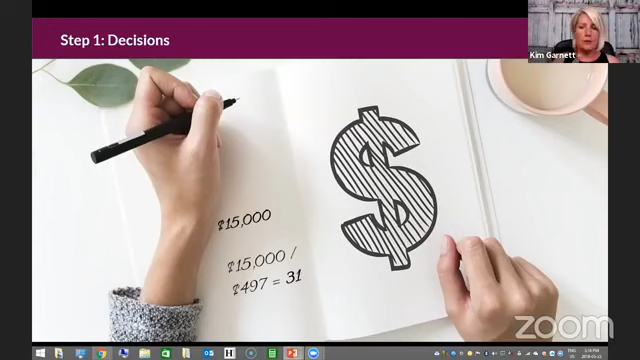 Step 1: Decisions
Kim Garnett
$15,000
$15,000 /
$497 = 31
zoom